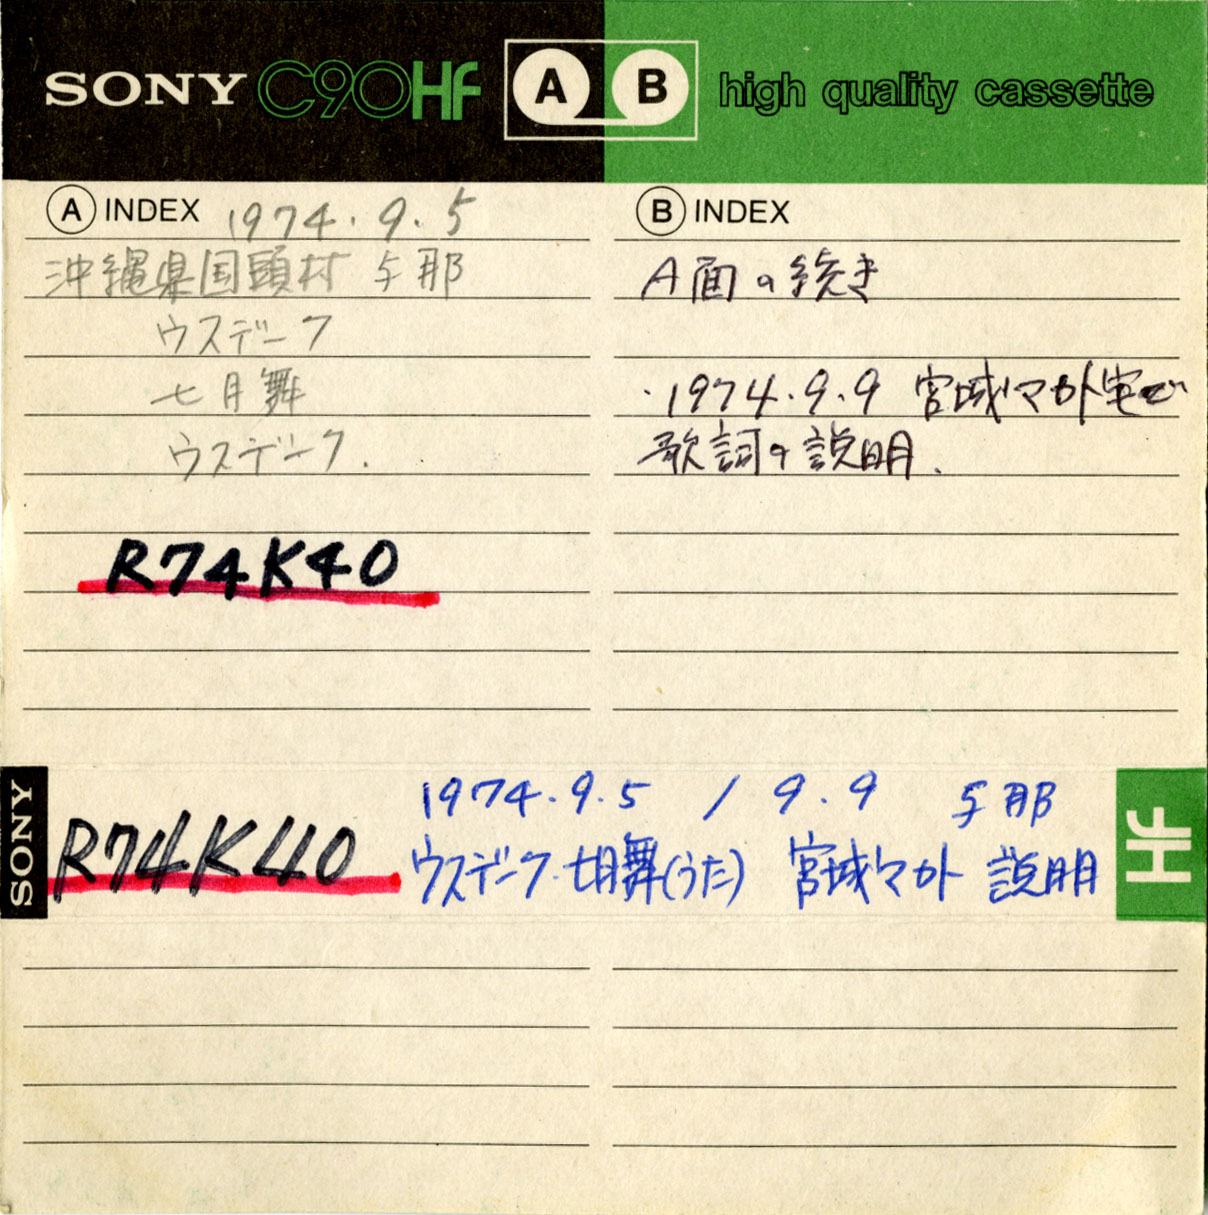 SONY C90HF A B high quality cassette
A INDEX 1974.9.5
沖縄県国頭村 与那
ウスデーク
七月舞
ウスデーク.
R74K40
B INDEX
A面の続き
・1974.9.9 宮城マカト宅で
歌詞の説明.
SONY
R74K40
1974.9.5 / 9.9 与那
ウスデーク・七月舞(うた) 宮城マカト 説明
HF